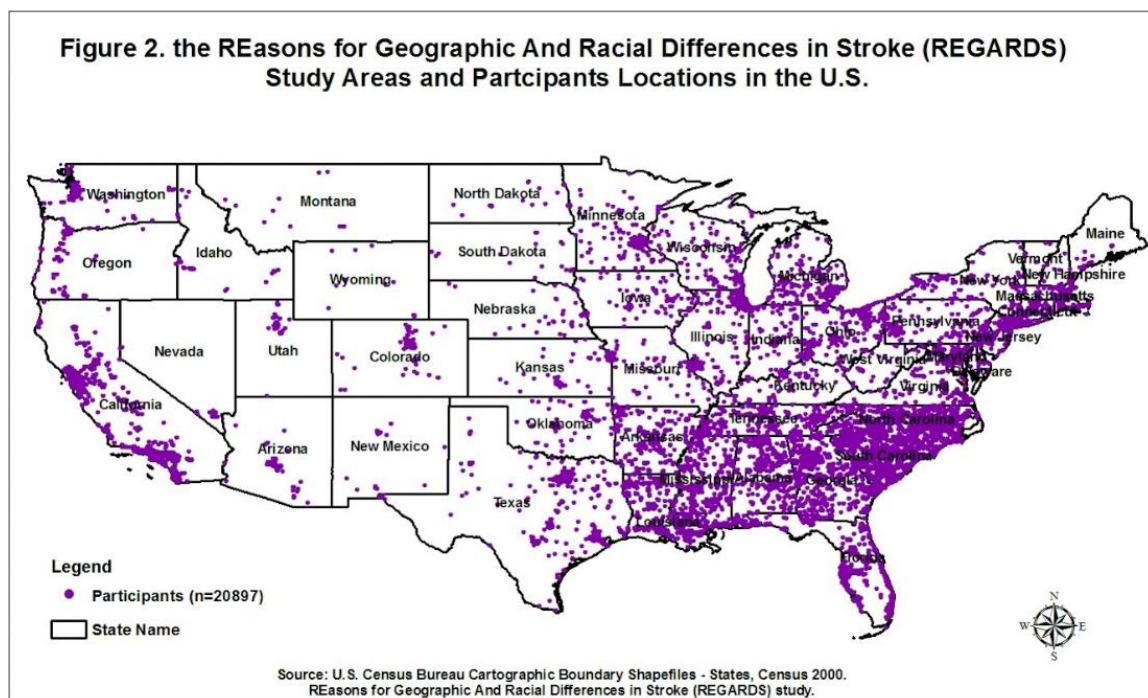 Figure 2. the REasons for Geographic And Racial Differences in Stroke (REGARDS)
Study Areas and Partcipants Locations in the U.S.
Washington
Montana
North Dakota
Minnesota
Maine
Oregon
Idaho
Wyoming
South Dakota
Wisconsin
Michigan
Vermont
New Hampshire
New York
Massachusetts
Connecticut
Nebraska
Iowa
Pennsylvania
New Jersey
Nevada
Utah
Colorado
Illinois
Indiana
Ohio
West Virginia
Maryland
Delaware
Kansas
Missouri
Kentucky
Virginia
California
Arizona
New Mexico
Oklahoma
Arkansas
Tennessee
North Carolina
South Carolina
Texas
Louisiana
Mississippi
Alabama
Georgia
Florida
Legend
Participants (n=20897)
State Name
N
W E
S
Source: U.S. Census Bureau Cartographic Boundary Shapefiles - States, Census 2000.
REasons for Geographic And Racial Differences in Stroke (REGARDS) study.